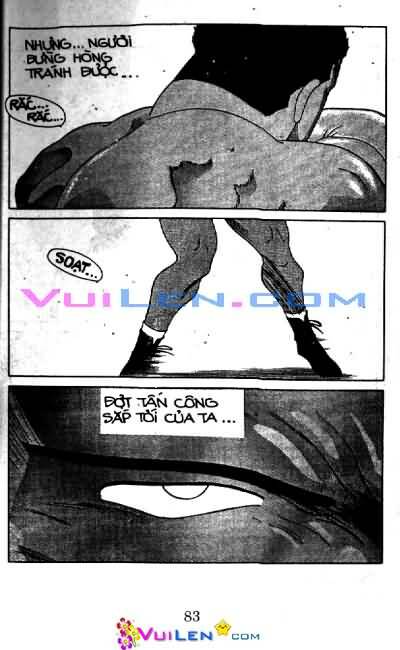 NHƯNG... NGƯƠI
ĐỪNG HÒNG
TRÁNH ĐƯỢC...
RẮC...
RẮC...
SOẠT...
VUILEN.COM
ĐỢT TẤN CÔNG
SẮP TỚI CỦA TA...
83
VUILEN.COM